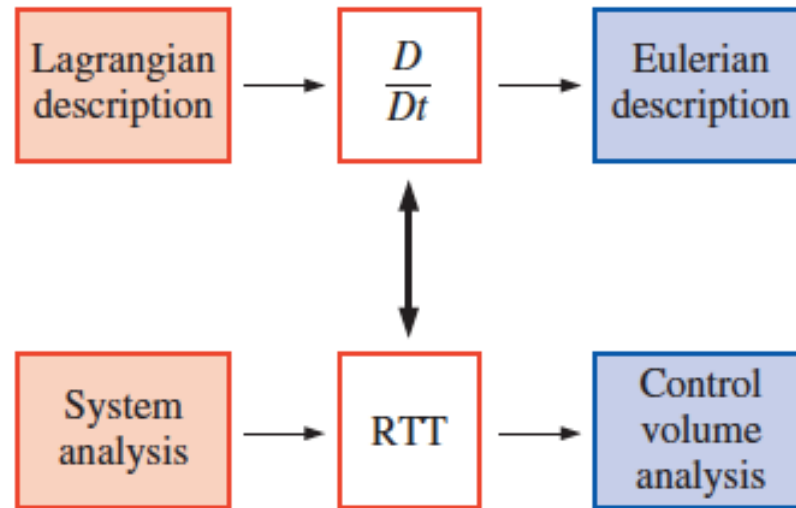 Lagrangian
description
D
Dt
Eulerian
description
System
analysis
RTT
Control
volume
analysis